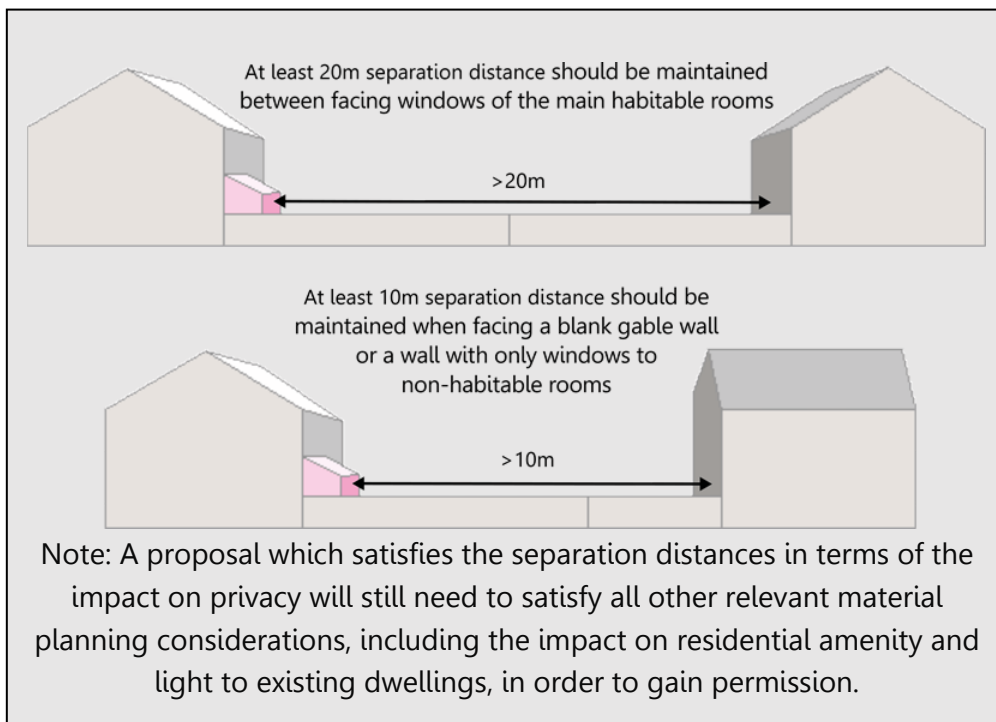 At least 20m separation distance should be maintained
between facing windows of the main habitable rooms
>20m
At least 10m separation distance should be
maintained when facing a blank gable wall
or a wall with only windows to
non-habitable rooms
>10m
Note: A proposal which satisfies the separation distances in terms of the
impact on privacy will still need to satisfy all other relevant material
planning considerations, including the impact on residential amenity and
light to existing dwellings, in order to gain permission.